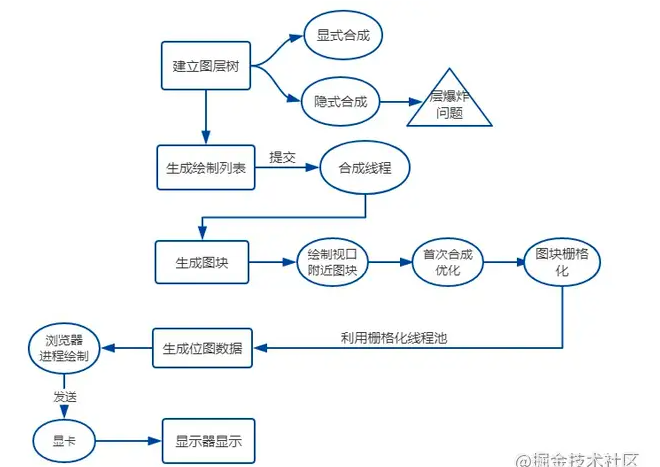 显式合成
建立图层树
隐式合成
层爆炸
问题
提交
生成绘制列表
合成线程
生成图块
绘制视口
附近图块
首次合成
优化
图块栅格
化
利用栅格化线程池
生成位图数据
浏览器
进程绘制
发送
显卡
显示器显示
@掘金技术社区